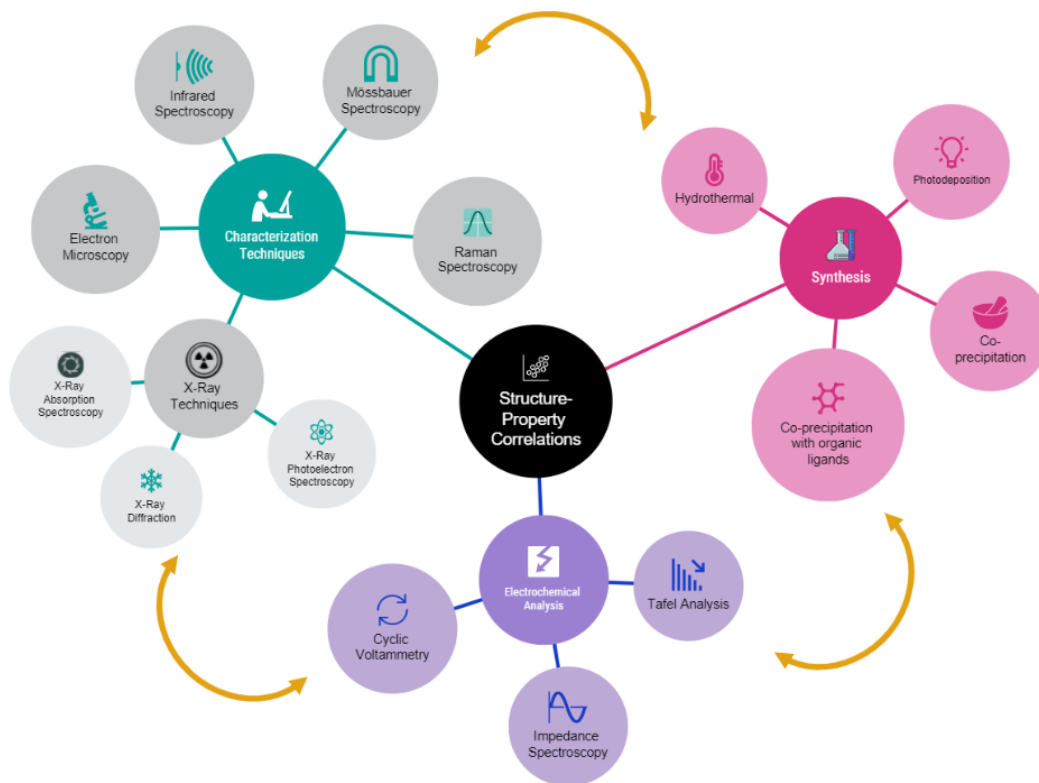 Infrared
Spectroscopy
Mössbauer
Spectroscopy
Electron
Microscopy
Characterization
Techniques
Raman
Spectroscopy
X-Ray
Techniques
X-Ray
Absorption
Spectroscopy
X-Ray
Photoelectron
Spectroscopy
X-Ray
Diffraction
Structure-
Property
Correlations
Hydrothermal
Photodeposition
Synthesis
Co-
precipitation
Co-precipitation
with organic
ligands
Electrochemical
Analysis
Cyclic
Voltammetry
Tafel Analysis
Impedance
Spectroscopy